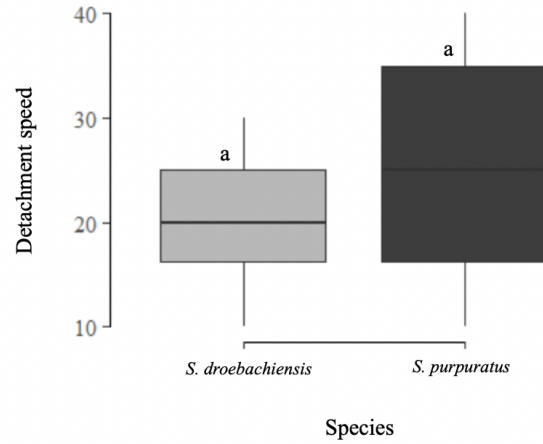 40
30
20
10
Detachment speed
a
a
S. droebachiensis
S. purpuratus
Species